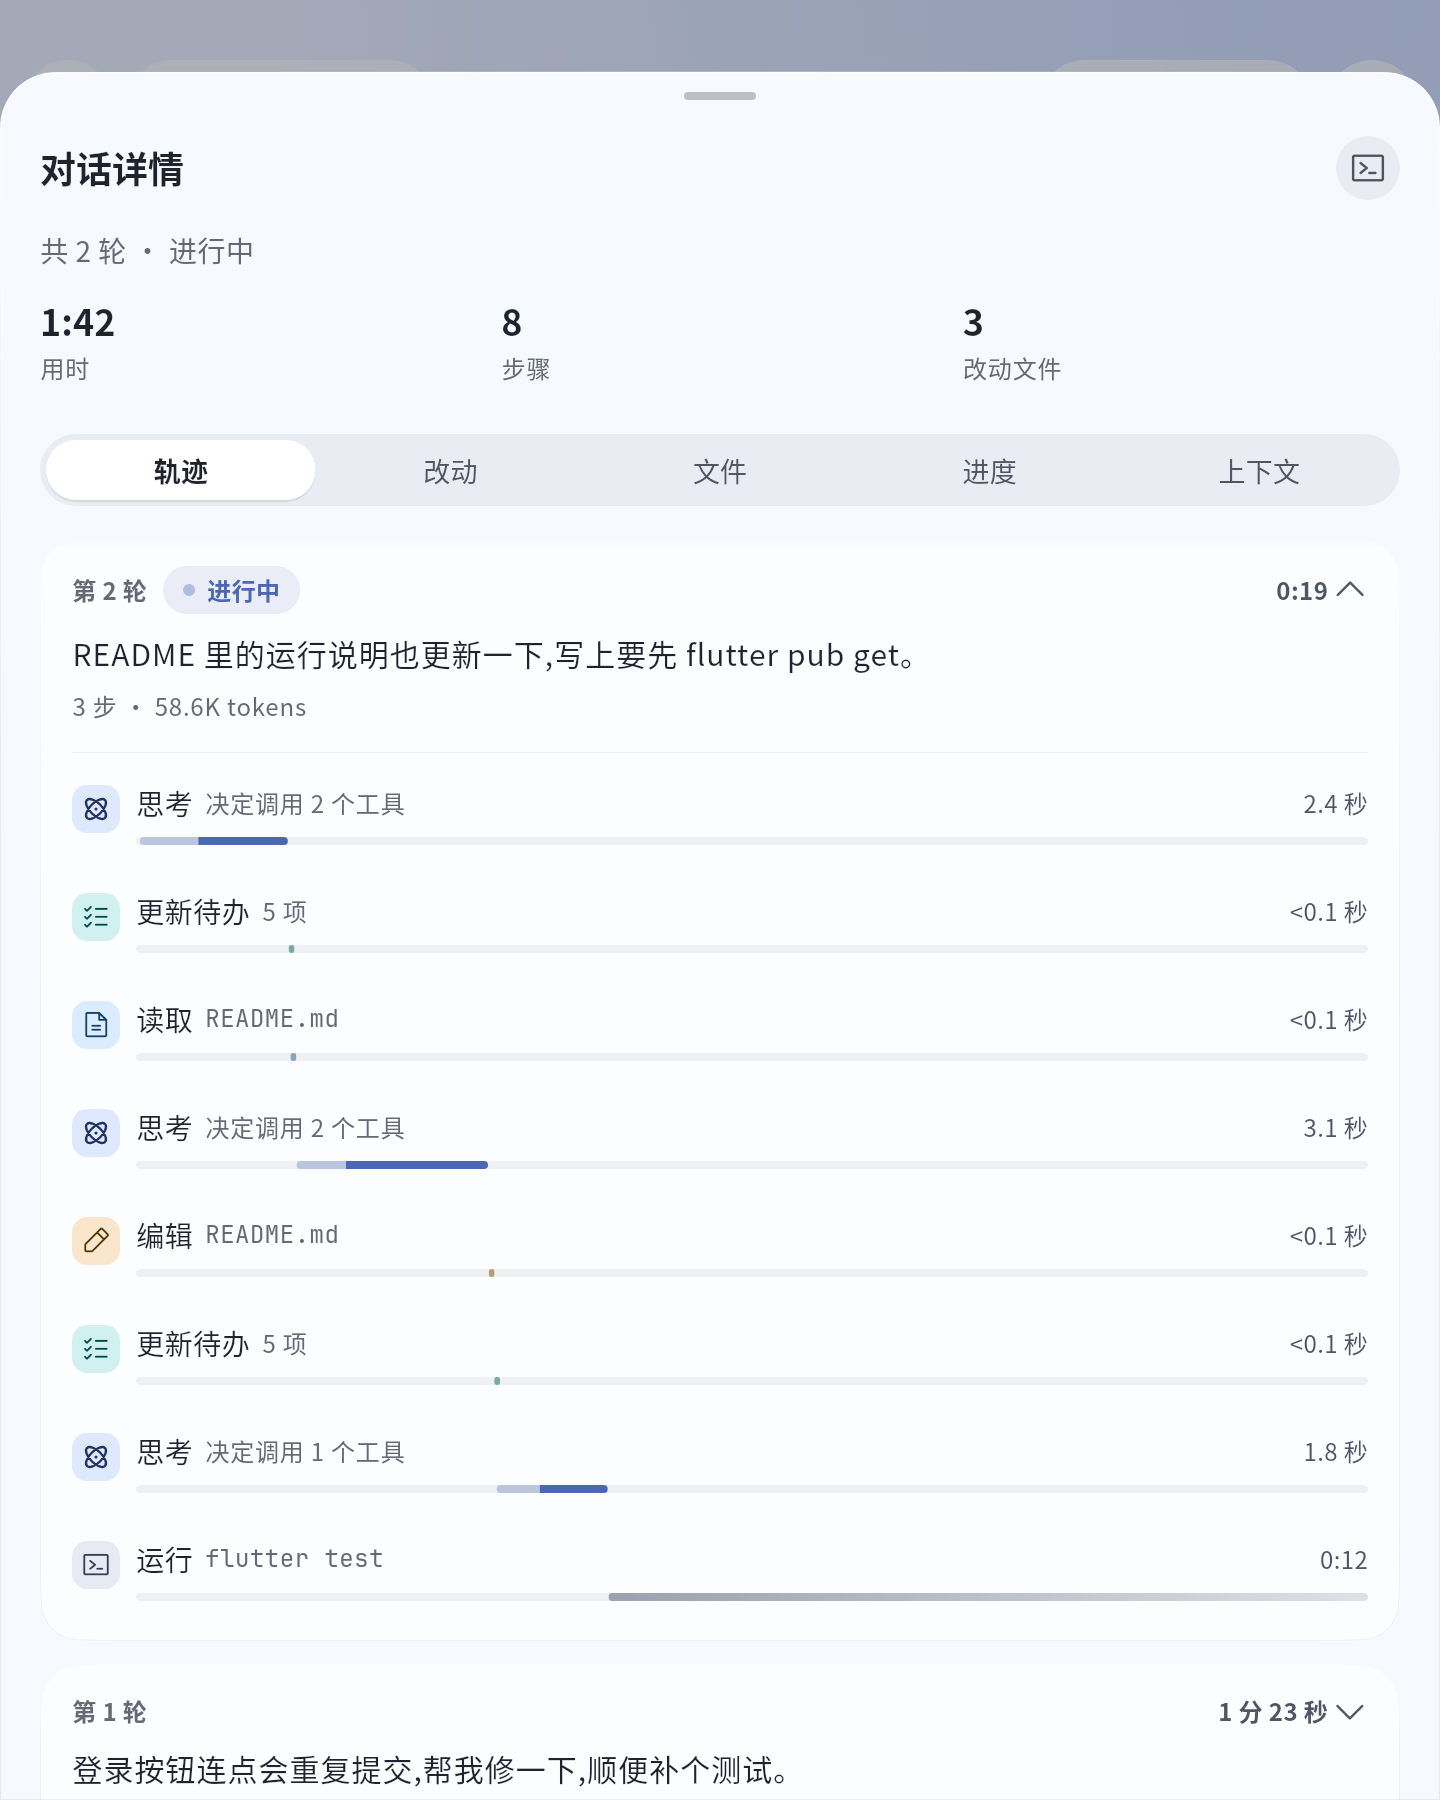 对话详情
共 2 轮 · 进行中
1:42
用时
8
步骤
3
改动文件
轨迹 改动 文件 进度 上下文
第 2 轮 进行中 0:19
README 里的运行说明也更新一下,写上要先 flutter pub get。
3 步 · 58.6K tokens
思考 决定调用 2 个工具 2.4 秒
更新待办 5 项 <0.1 秒
读取 README.md <0.1 秒
思考 决定调用 2 个工具 3.1 秒
编辑 README.md <0.1 秒
更新待办 5 项 <0.1 秒
思考 决定调用 1 个工具 1.8 秒
运行 flutter test 0:12
第 1 轮 1 分 23 秒
登录按钮连点会重复提交,帮我修一下,顺便补个测试。